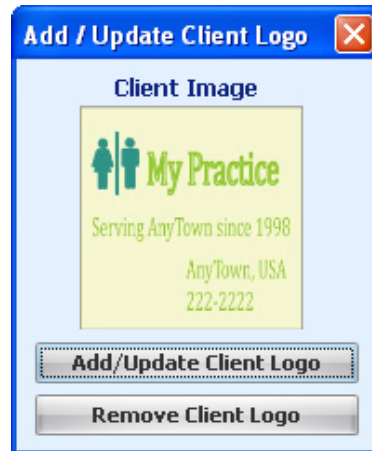 Add / Update Client Logo
Client Image
My Practice
Serving AnyTown since 1998
AnyTown, USA
222-2222
Add/Update Client Logo
Remove Client Logo